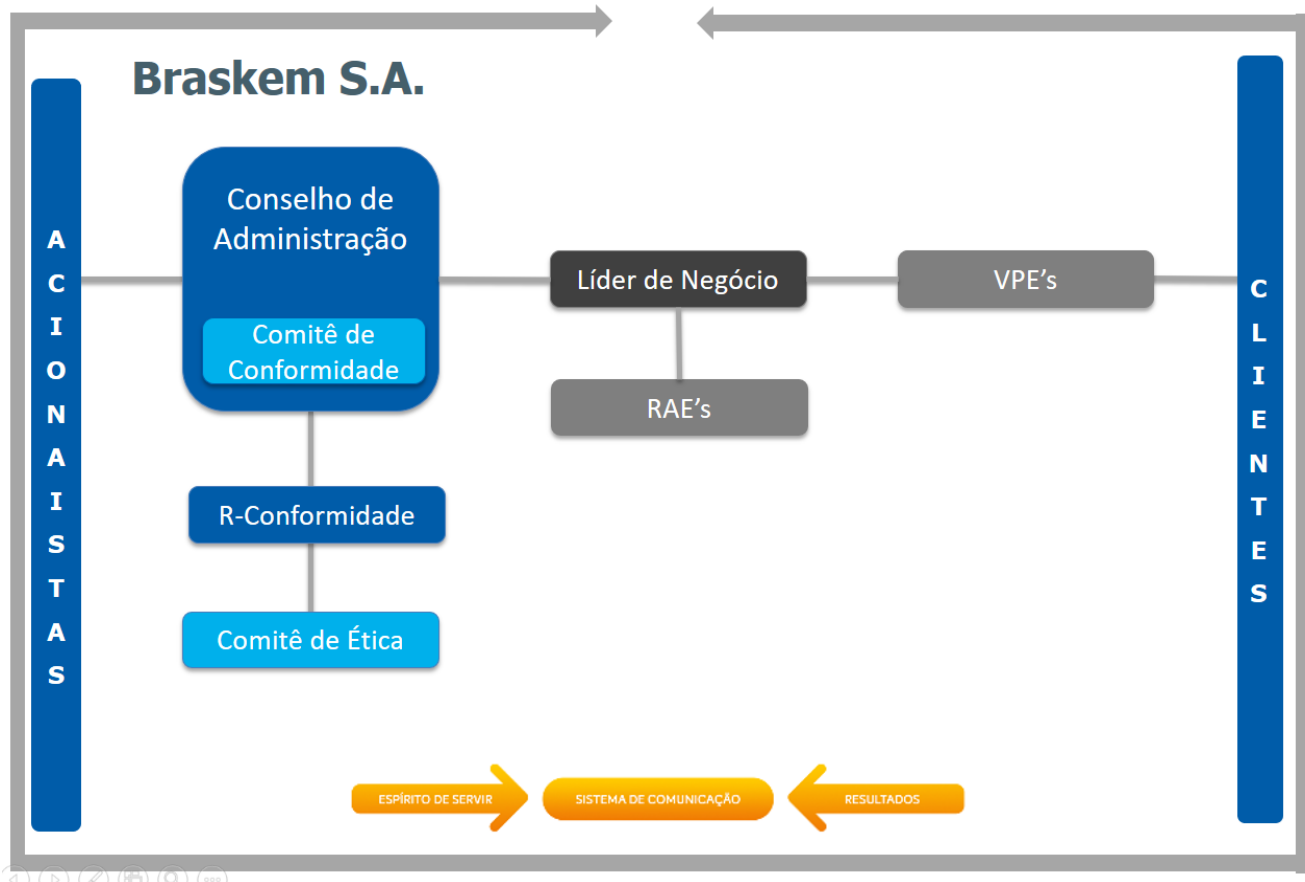 Braskem S.A.
ACIONAISTAS
Conselho de
Administração
Comitê de
Conformidade
Líder de Negócio
VPE's
RAE's
R-Conformidade
Comitê de Ética
CLIENTES
ESPÍRITO DE SERVIR
SISTEMA DE COMUNICAÇÃO
RESULTADOS